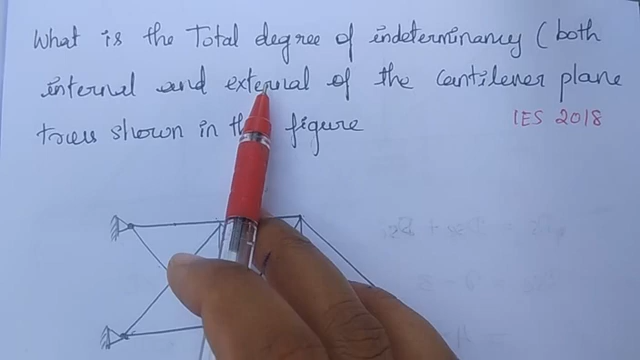 What is the Total degree of indeterminancy (both
internal and external of the cantilever plane
truss shown in the figure
IES 2018